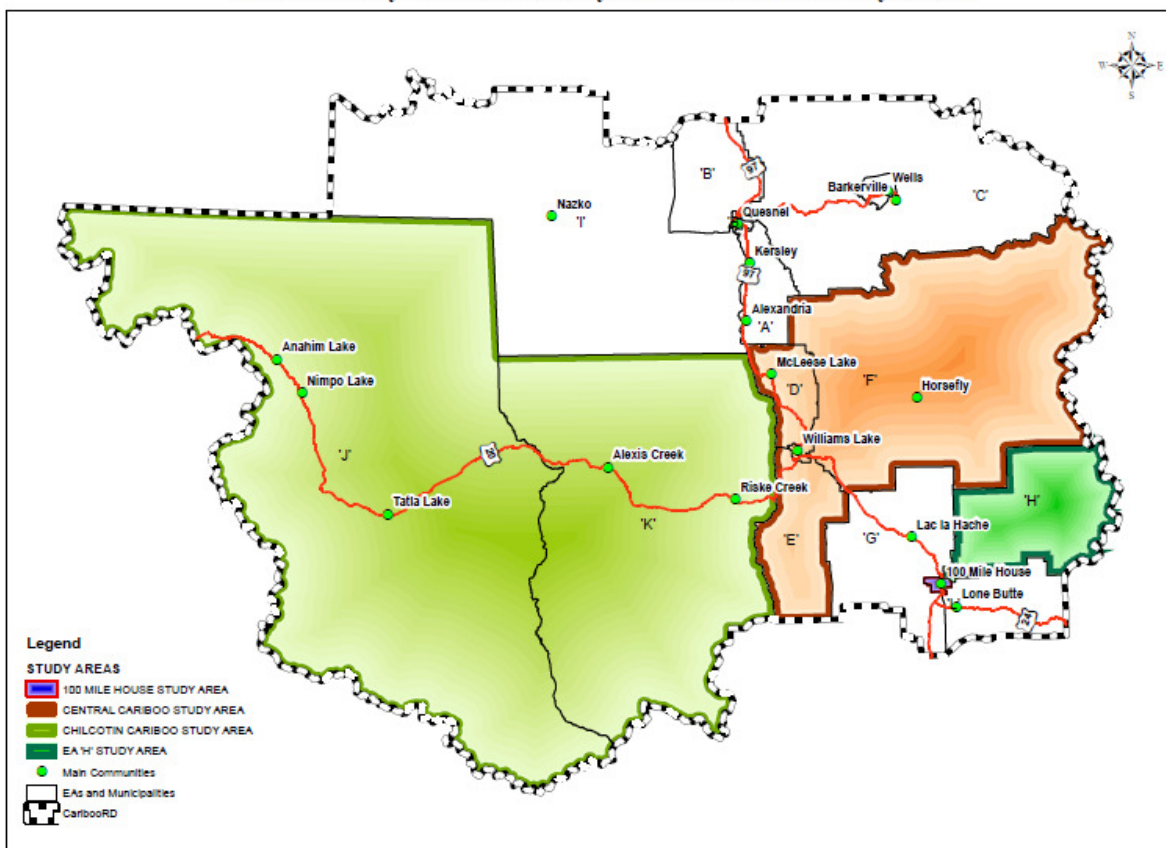 N
W E
S
'B'
97
Barkerville
Wells
'C'
Nazko
'I'
Quesnel
Kersley
97
Alexandria
'A'
Anahim Lake
McLeese Lake
'D'
'F'
Nimpo Lake
Horsefly
Williams Lake
'J'
20
Alexis Creek
Tatla Lake
Riske Creek
'K'
'H'
'E'
'G'
Lac la Hache
100 Mile House
Lone Butte
24
Legend
STUDY AREAS
100 MILE HOUSE STUDY AREA
CENTRAL CARIBOO STUDY AREA
CHILCOTIN CARIBOO STUDY AREA
EA 'H' STUDY AREA
Main Communities
EAs and Municipalities
CaribooRD